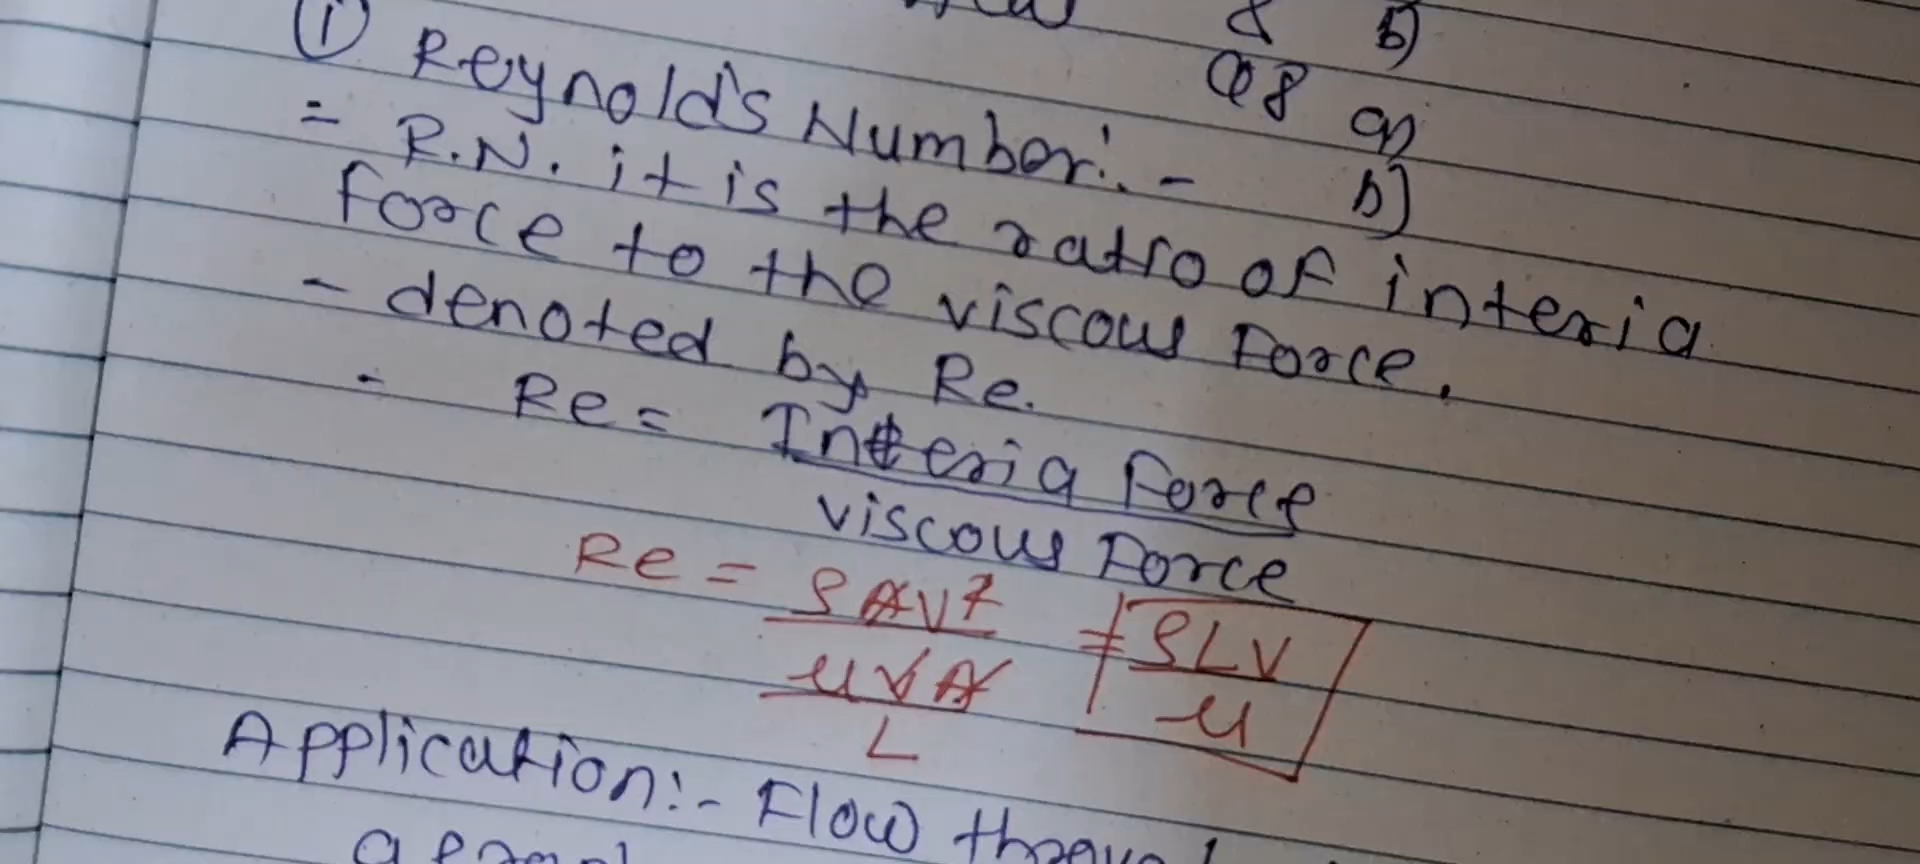 8 b)
Q8 a)
b)
① Reynold's Number:-
= R.N. it is the ratio of interia
force to the viscous Force.
- denoted by Re.
- Re = Interia Force
viscous Force
Re = ρAV² = ρLV
μVA μ
L
Application:- Flow